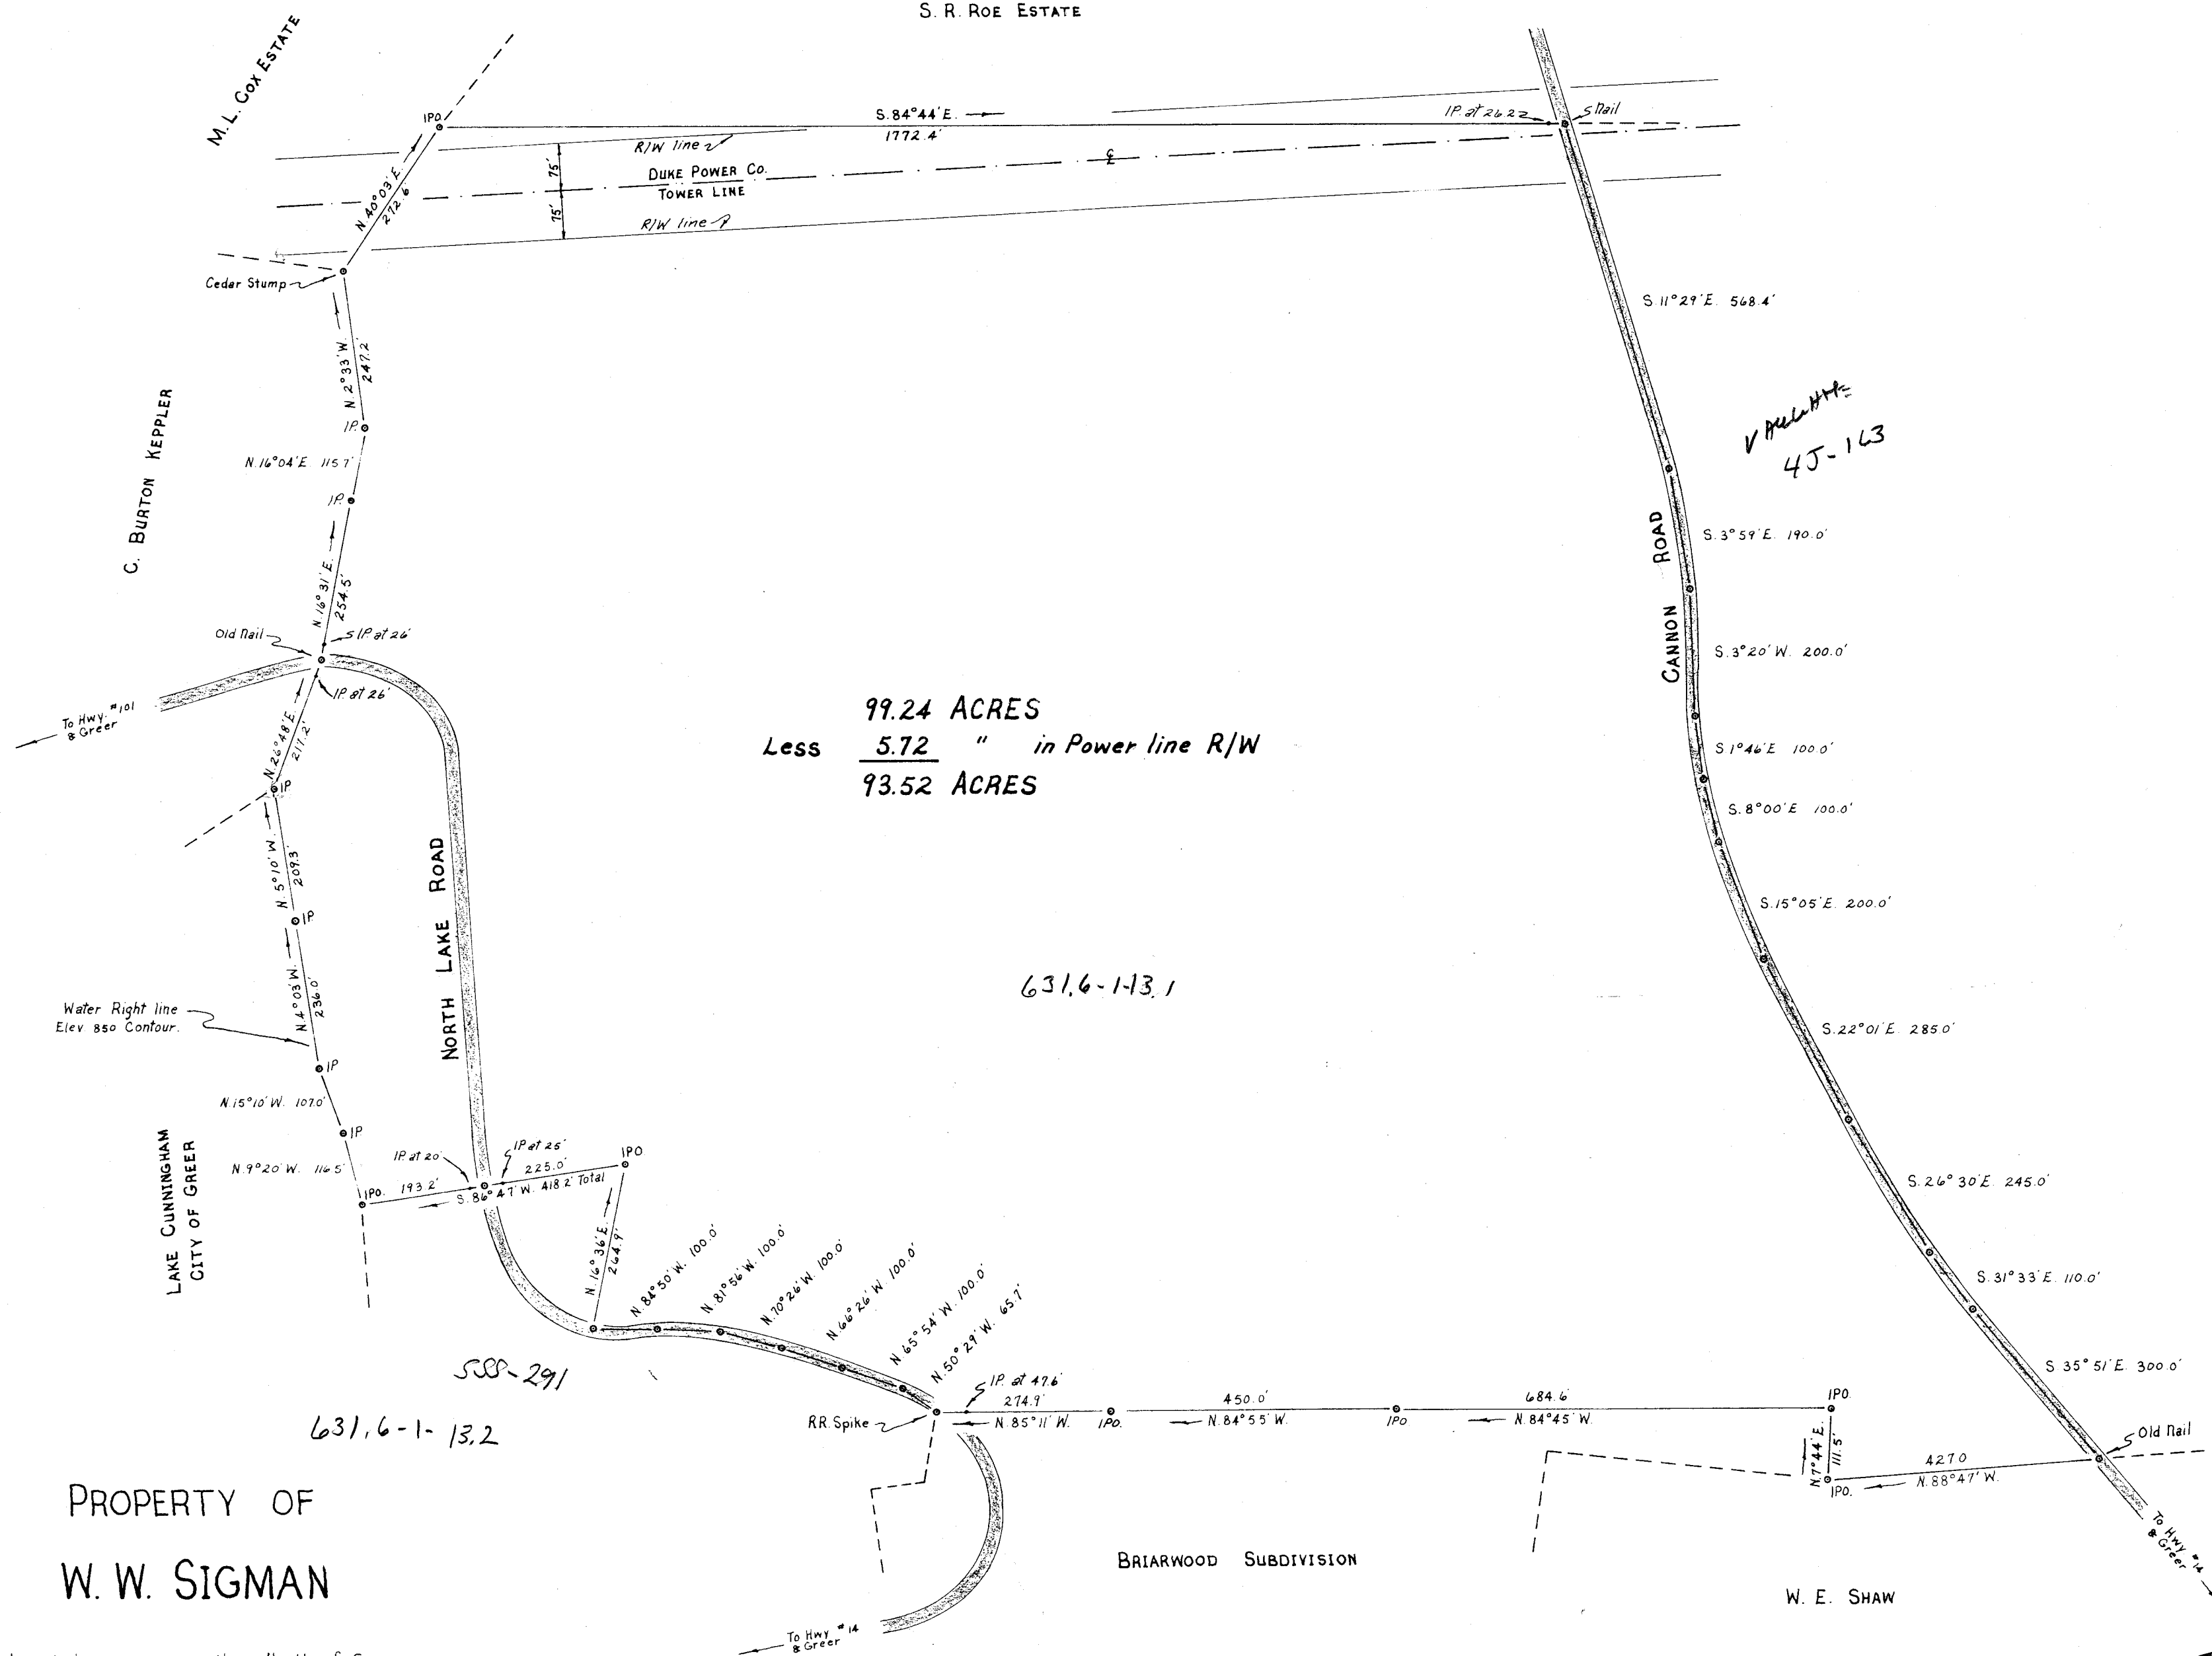 S. R. ROE ESTATE
M. L. COX ESTATE
IPO.
S. 84°44' E.
1772.4'
I.P. at 26.22
Nail
R/W line
75'
DUKE POWER CO.
TOWER LINE
75'
R/W line
N. 40°03' E.
272.6
Cedar Stump
N. 2°33' W.
247.2'
I.P.
N. 16°04' E. 115.7'
I.P.
C. BURTON KEPPLER
N. 16°31' E.
254.5'
Old Nail
I.P. at 26'
I.P. at 26'
To Hwy. #101
& Greer
N. 26°48' E.
217.2'
IP
N. 5°10' W.
209.3'
IP.
N. 4°03' W.
236.0'
Water Right line
Elev 850 Contour.
IP
N. 15°10' W. 107.0'
IP
N. 9°20' W. 116.5'
LAKE CUNNINGHAM
CITY OF GREER
NORTH LAKE ROAD
IPO. 193.2'
IP. at 20'
IP at 25'
225.0'
IPO
S. 86°47' W. 418.2' Total
N. 16°36' E.
264.9'
N. 84°50' W. 100.0'
N. 81°56' W. 100.0'
N. 70°26' W. 100.0'
N. 66°26' W. 100.0'
N. 65°54' W. 100.0'
N. 50°29' W. 65.7'
99.24 ACRES
Less 5.72 " in Power line R/W
93.52 ACRES
631.6-1-13.1
S. 11°29' E. 568.4'
4J-163
CANNON ROAD
S. 3°59' E. 190.0'
S. 3°20' W. 200.0'
S 1°46' E 100.0'
S. 8°00' E 100.0'
S. 15°05' E. 200.0'
S. 22°01' E. 285.0'
S. 26°30' E. 245.0'
S. 31°33' E. 110.0'
S 35°51' E. 300.0'
Old Nail
RR. Spike
IP. at 47.6'
274.9'
N. 85°11' W.
IPO.
450.0'
N. 84°55' W.
IPO
684.6'
N. 84°45' W.
IPO.
N. 7°44' E.
111.5'
IPO.
427.0
N. 88°47' W.
To Hwy #14
& Greer
631.6-1-13.2
PROPERTY OF
W. W. SIGMAN
BRIARWOOD SUBDIVISION
W. E. SHAW
To Hwy #14
& Greer